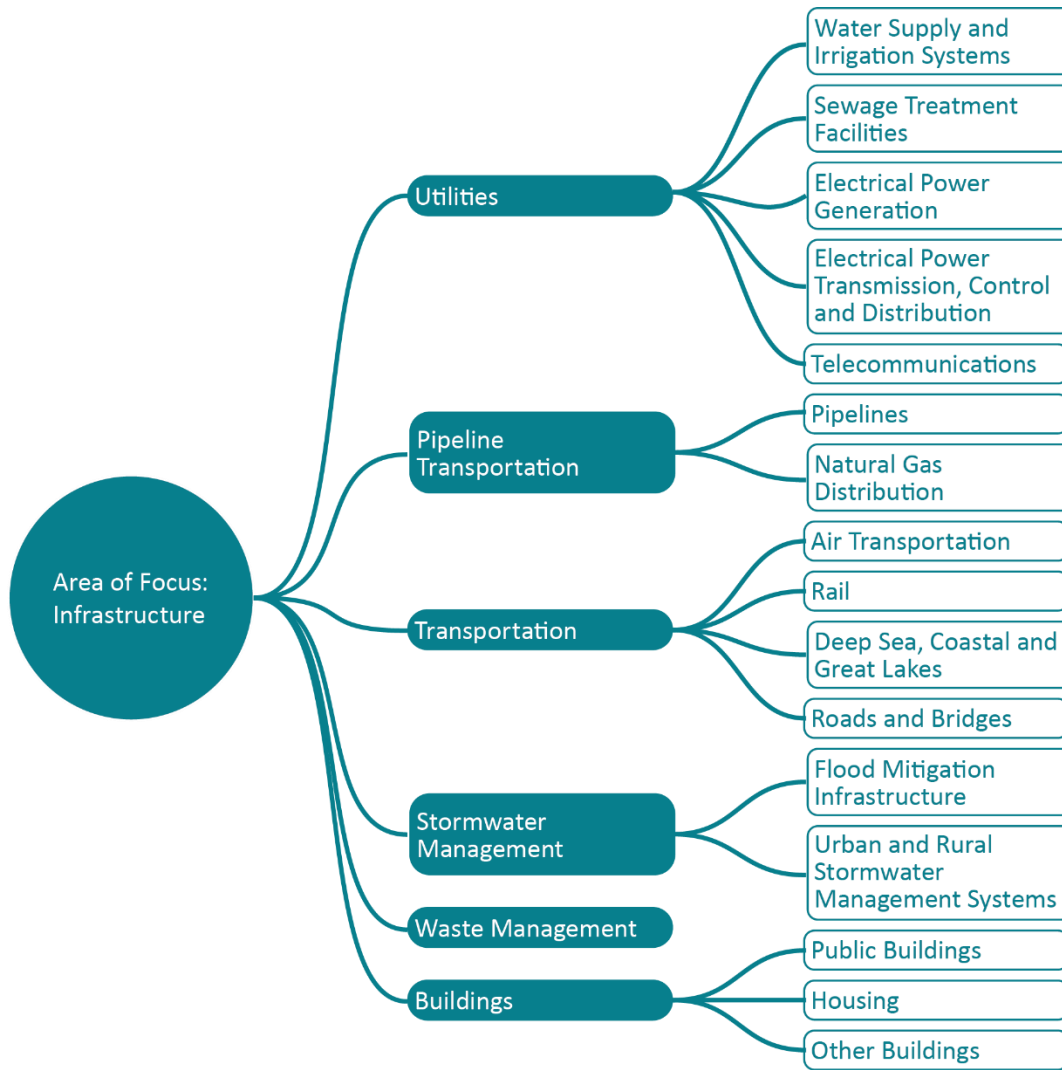 Area of Focus:
Infrastructure
Utilities
Water Supply and
Irrigation Systems
Sewage Treatment
Facilities
Electrical Power
Generation
Electrical Power
Transmission, Control
and Distribution
Telecommunications
Pipeline
Transportation
Pipelines
Natural Gas
Distribution
Transportation
Air Transportation
Rail
Deep Sea, Coastal and
Great Lakes
Roads and Bridges
Stormwater
Management
Flood Mitigation
Infrastructure
Urban and Rural
Stormwater
Management Systems
Waste Management
Buildings
Public Buildings
Housing
Other Buildings